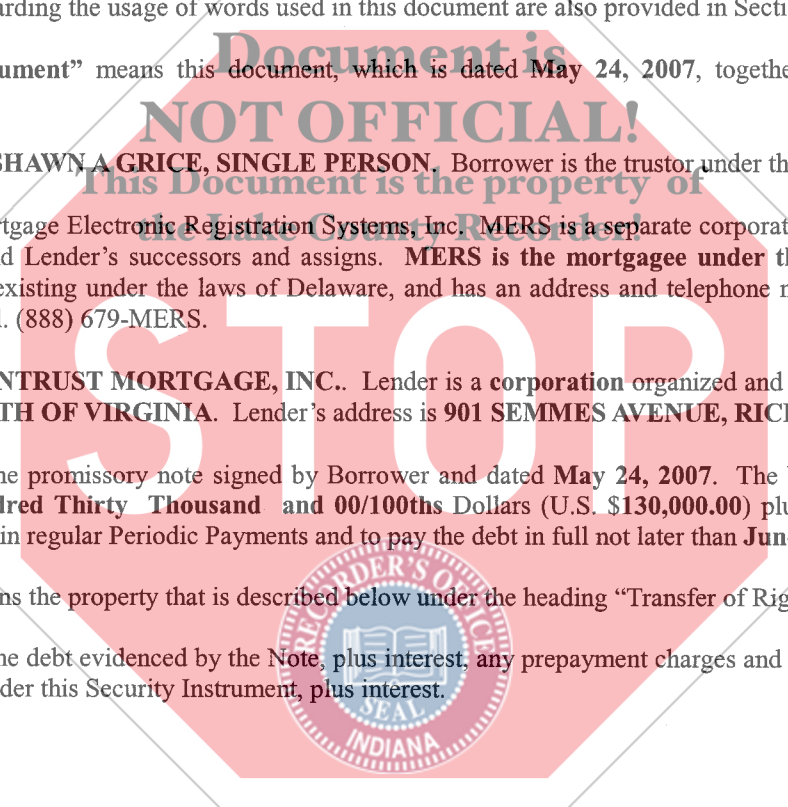 arding the usage of words used in this document are also provided in Secti
Document is
ument” means this document, which is dated May 24, 2007, togethe
NOT OFFICIAL!
SHAWN A GRICE, SINGLE PERSON. Borrower is the trustor under th
This Document is the property of
rtgage Electronic Registration Systems, Inc. MERS is a separate corporat
the Lake County Recorder!
d Lender’s successors and assigns. MERS is the mortgagee under t
existing under the laws of Delaware, and has an address and telephone n
l. (888) 679-MERS.
STOP
NTRUST MORTGAGE, INC.. Lender is a corporation organized and
TH OF VIRGINIA. Lender’s address is 901 SEMMES AVENUE, RICH
ne promissory note signed by Borrower and dated May 24, 2007. The
dred Thirty Thousand and 00/100ths Dollars (U.S. $130,000.00) plu
in regular Periodic Payments and to pay the debt in full not later than Jun
ns the property that is described below under the heading “Transfer of Rig
ne debt evidenced by the Note, plus interest, any prepayment charges and
der this Security Instrument, plus interest.
RECORDER'S OFFICE
SEAL
INDIANA